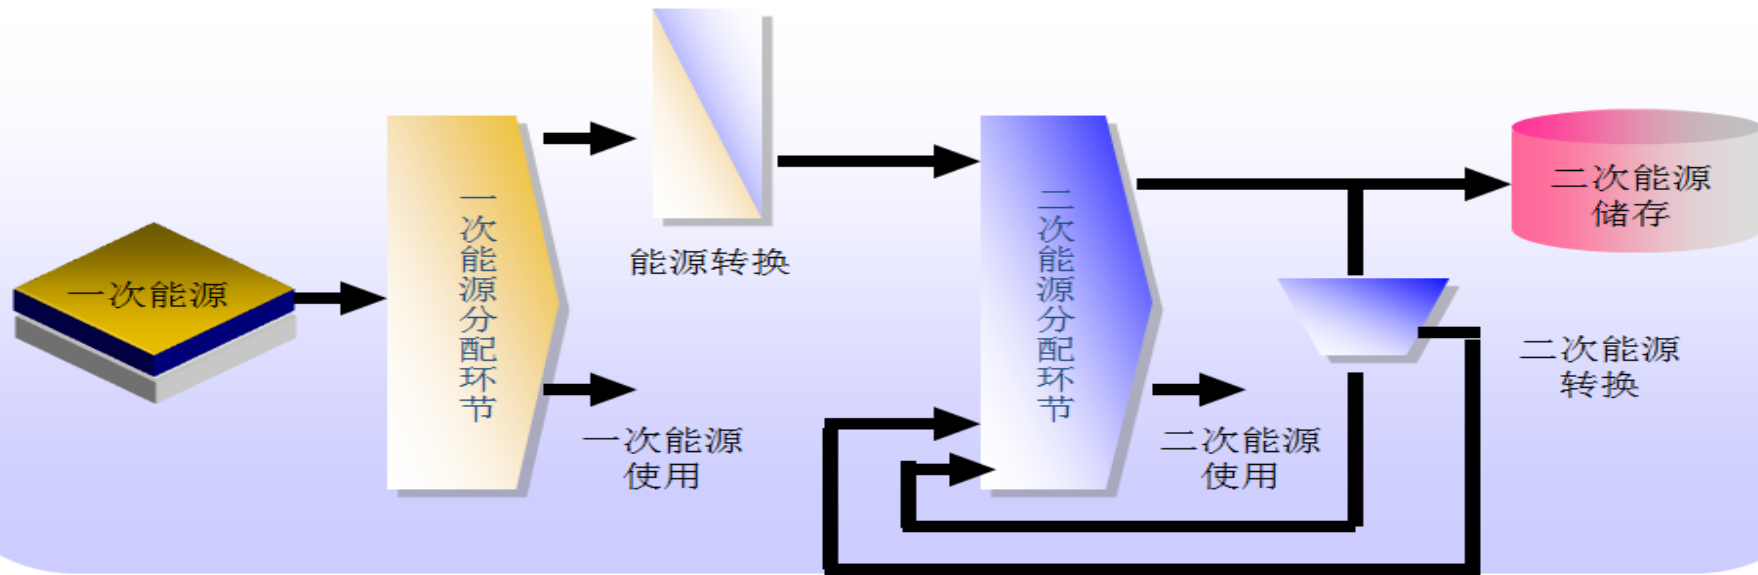 一次能源
一次能源分配环节
能源转换
一次能源
使用
二次能源分配环节
二次能源
使用
二次能源
储存
二次能源
转换